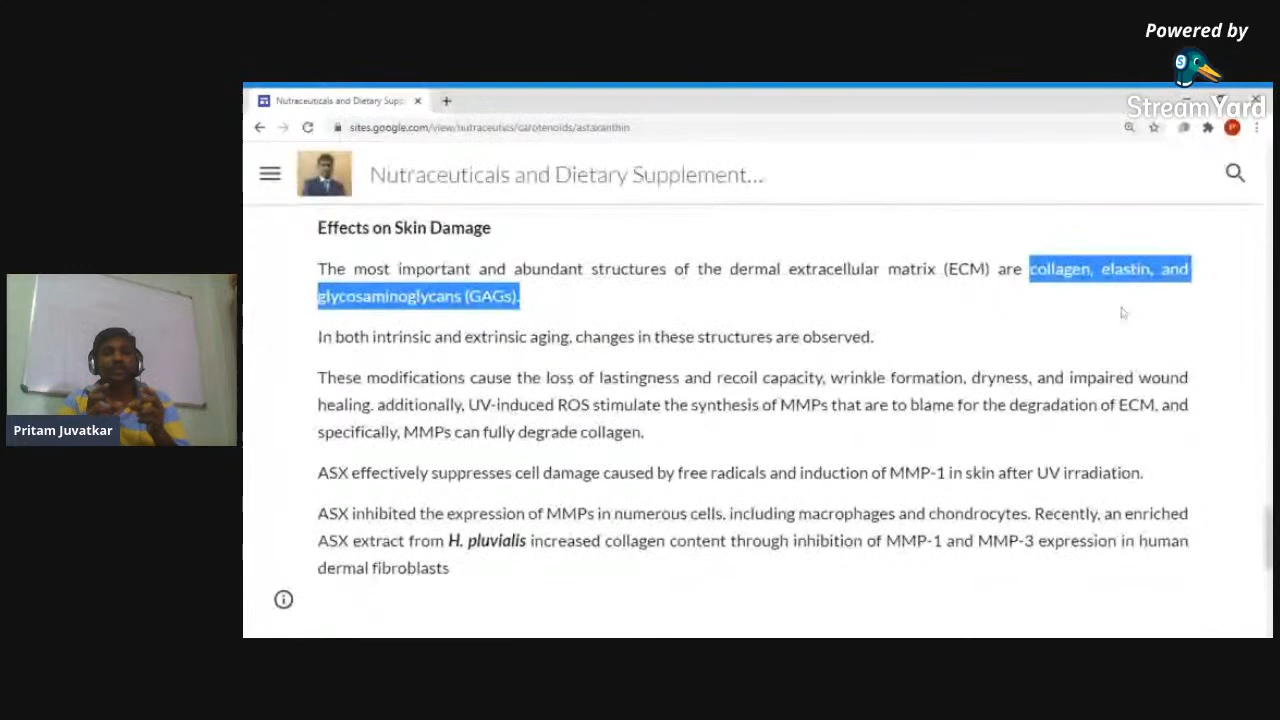 Powered by
StreamYard
Nutraceuticals and Dietary Supp
sites.google.com/view/nutraceutics/carotenoids/astaxanthin
Nutraceuticals and Dietary Supplement...
Effects on Skin Damage
The most important and abundant structures of the dermal extracellular matrix (ECM) are collagen, elastin, and
glycosaminoglycans (GAGs).
In both intrinsic and extrinsic aging, changes in these structures are observed.
These modifications cause the loss of lastingness and recoil capacity, wrinkle formation, dryness, and impaired wound
healing. additionally, UV-induced ROS stimulate the synthesis of MMPs that are to blame for the degradation of ECM, and
specifically, MMPs can fully degrade collagen.
ASX effectively suppresses cell damage caused by free radicals and induction of MMP-1 in skin after UV irradiation.
ASX inhibited the expression of MMPs in numerous cells, including macrophages and chondrocytes. Recently, an enriched
ASX extract from H. pluvialis increased collagen content through inhibition of MMP-1 and MMP-3 expression in human
dermal fibroblasts
Pritam Juvatkar